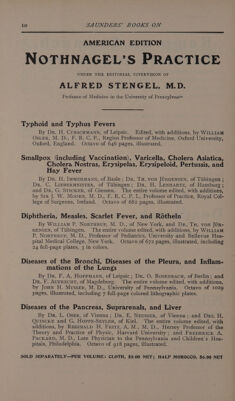 10 SAUNDERS' BOOKS ON
AMERICAN EDITION
NOTHNAGEL'S PRACTICE
UNDER THE EDITORIAL SUPERVISION OF
ALFRED STENGEL, M.D.
Professor of Medicine in the University of Pennsylvania
Typhoid and Typhus Fevers
By DR. H. CURSCHMANN, of Leipsic. Edited, with additions, by WILLIAM
OSLER, M. D., F. R. C. P., Regius Professor of Medicine, Oxford University,
Oxford, England. Octavo of 646 pages, illustrated.
Smallpox (including Vaccination), Varicella, Cholera Asiatica,
Cholera Nostras, Erysipelas, Erysipeloid, Pertussis, and
Hay Fever
By DR. H. IMMERMANN, of Basle; DR. TH. VON JÜRGENSEN, of Tübingen;
DR. C. LIEBERMEISTER, of Tübingen; DR. H. LENHARTZ, of Hamburg;
and DR. G. STICKER, of Giessen. The entire volume edited, with additions,
by SIR J. W. MOORE, M. D., F. R. C. P. I., Professor of Practice, Royal Col-
lege of Surgeons, Ireland. Octavo of 682 pages, illustrated.
Diphtheria, Measles, Scarlet Fever, and Rötheln
By WILLIAM P. NORTHRUP, M. D., of New York, and DR. TH. VON JÜR-
GENSEN, of Tübingen. The entire volume edited, with additions, by WILLIAM
P. NORTHRUP, M. D., Professor of Pediatrics, University and Bellevue Hos-
pital Medical College, New York. Octavo of 672 pages, illustrated, including
24 full-page plates, 3 in colors.
Diseases of the Bronchi, Diseases of the Pleura, and Inflam-
mations of the Lungs
By DR. F. A. HOFFMANN, of Leipsic; DR. O. ROSENBACH, of Berlin; and
DR. F. AUFRECHT, of Magdeburg. The entire volume edited, with additions,
by JOHN H. MUSSER, M. D., University of Pennsylvania. Octavo of 1029
pages, illustrated, including 7 full-page colored lithographic plates.
Diseases of the Pancreas, Suprarenals, and Liver
By DR. L. OSER, of Vienna; DR. E. NEUSSER, of Vienna; and DRS. H.
QUINCKE and G. HOPPE-SEYLER, of Kiel. The entire volume edited, with
additions, by REGINALD H. FITZ, A. M., M. D., Hersey Professor of the
Theory and Practice of Physic, Harvard University; and FREDERICK A.
PACKARD, M. D., Late Physician to the Pennsylvania and Children's Hos-
pitals, Philadelphia. Octavo of 918 pages, illustrated.
SOLD SEPARATELY—PER VOLUME: CLOTH, $5.00 NET; HALF MOROCCO, $6.00 NET